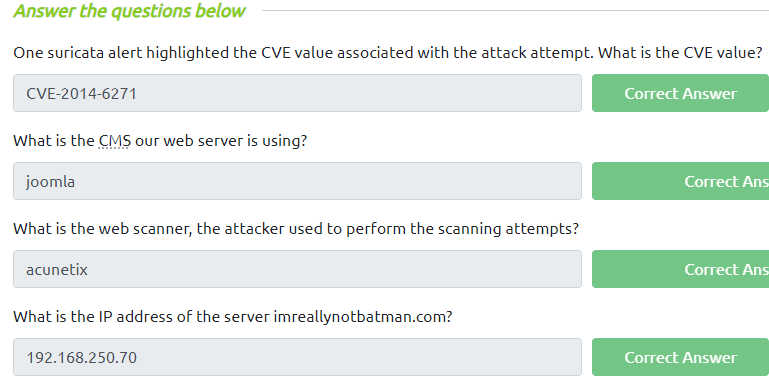 Answer the questions below
One suricata alert highlighted the CVE value associated with the attack attempt. What is the CVE value?
CVE-2014-6271 Correct Answer
What is the CMS our web server is using?
joomla Correct Ans
What is the web scanner, the attacker used to perform the scanning attempts?
acunetix Correct Ans
What is the IP address of the server imreallynotbatman.com?
192.168.250.70 Correct Answer